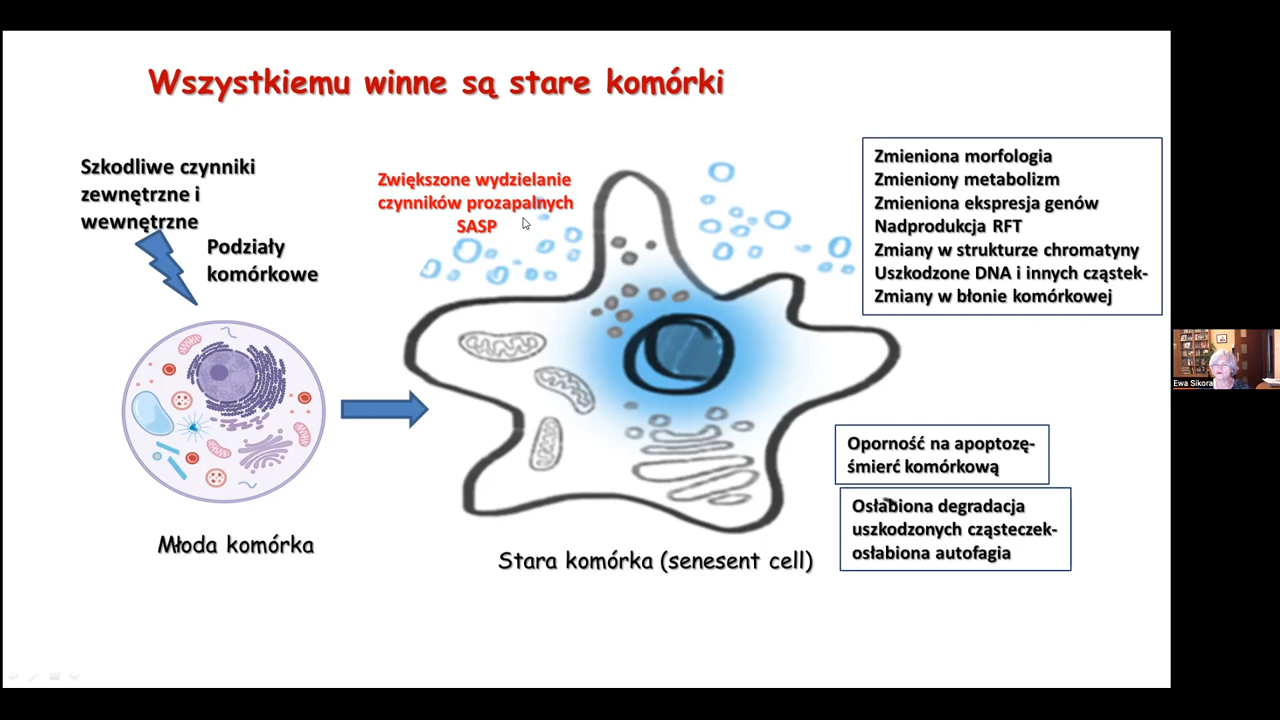 Wszystkiemu winne są stare komórki
Szkodliwe czynniki
zewnętrzne i
wewnętrzne
Podziały
komórkowe
Zwiększone wydzielanie
czynników prozapalnych
SASP
Zmieniona morfologia
Zmieniony metabolizm
Zmieniona ekspresja genów
Nadprodukcja RFT
Zmiany w strukturze chromatyny
Uszkodzone DNA i innych cząstek-
Zmiany w błonie komórkowej
Ewa Sikora
Oporność na apoptozę-
śmierć komórkową
Osłabiona degradacja
uszkodzonych cząsteczek-
osłabiona autofagia
Młoda komórka
Stara komórka (senesent cell)